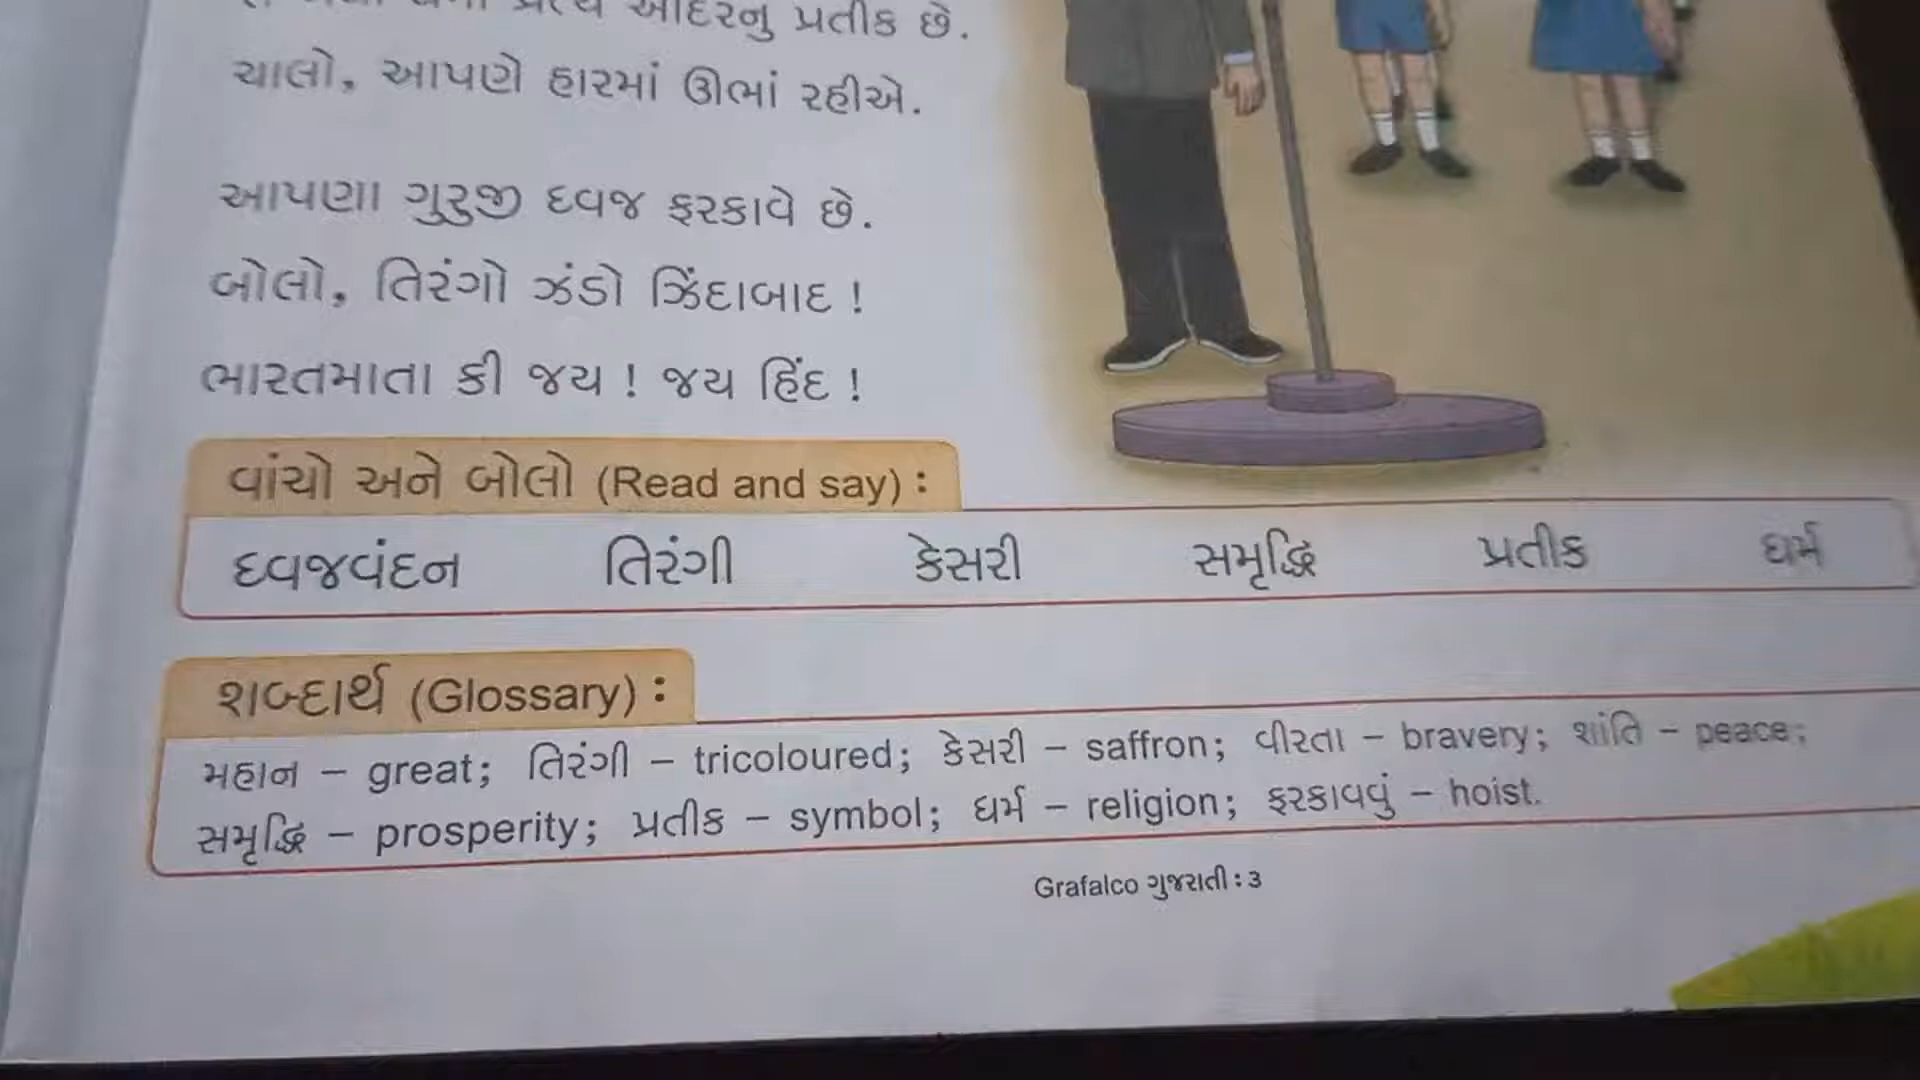 પ્રત્યે આદરનું પ્રતીક છે.
ચાલો, આપણે હારમાં ઊભાં રહીએ.
આપણા ગુરુજી ધ્વજ ફરકાવે છે.
બોલો, તિરંગો ઝંડો ઝિંદાબાદ !
ભારતમાતા કી જય ! જય હિંદ !
વાંચો અને બોલો (Read and say) :
ધ્વજવંદન તિરંગી કેસરી સમૃદ્ધિ પ્રતીક ધર્મ
શબ્દાર્થ (Glossary) :
મહાન – great; તિરંગી – tricoloured; કેસરી – saffron; વીરતા – bravery; શાંતિ – peace;
સમૃદ્ધિ – prosperity; પ્રતીક – symbol; ધર્મ – religion; ફરકાવવું – hoist.
Grafalco ગુજરાતી : ૩